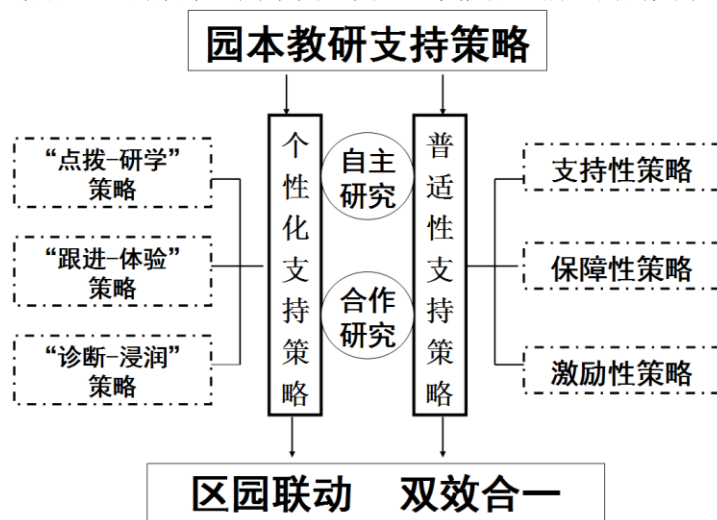 园本教研支持策略
“点拨-研学”
策略
“跟进-体验”
策略
“诊断-浸润”
策略
个性化支持策略
自主
研究
合作
研究
普适性支持策略
支持性策略
保障性策略
激励性策略
区园联动 双效合一